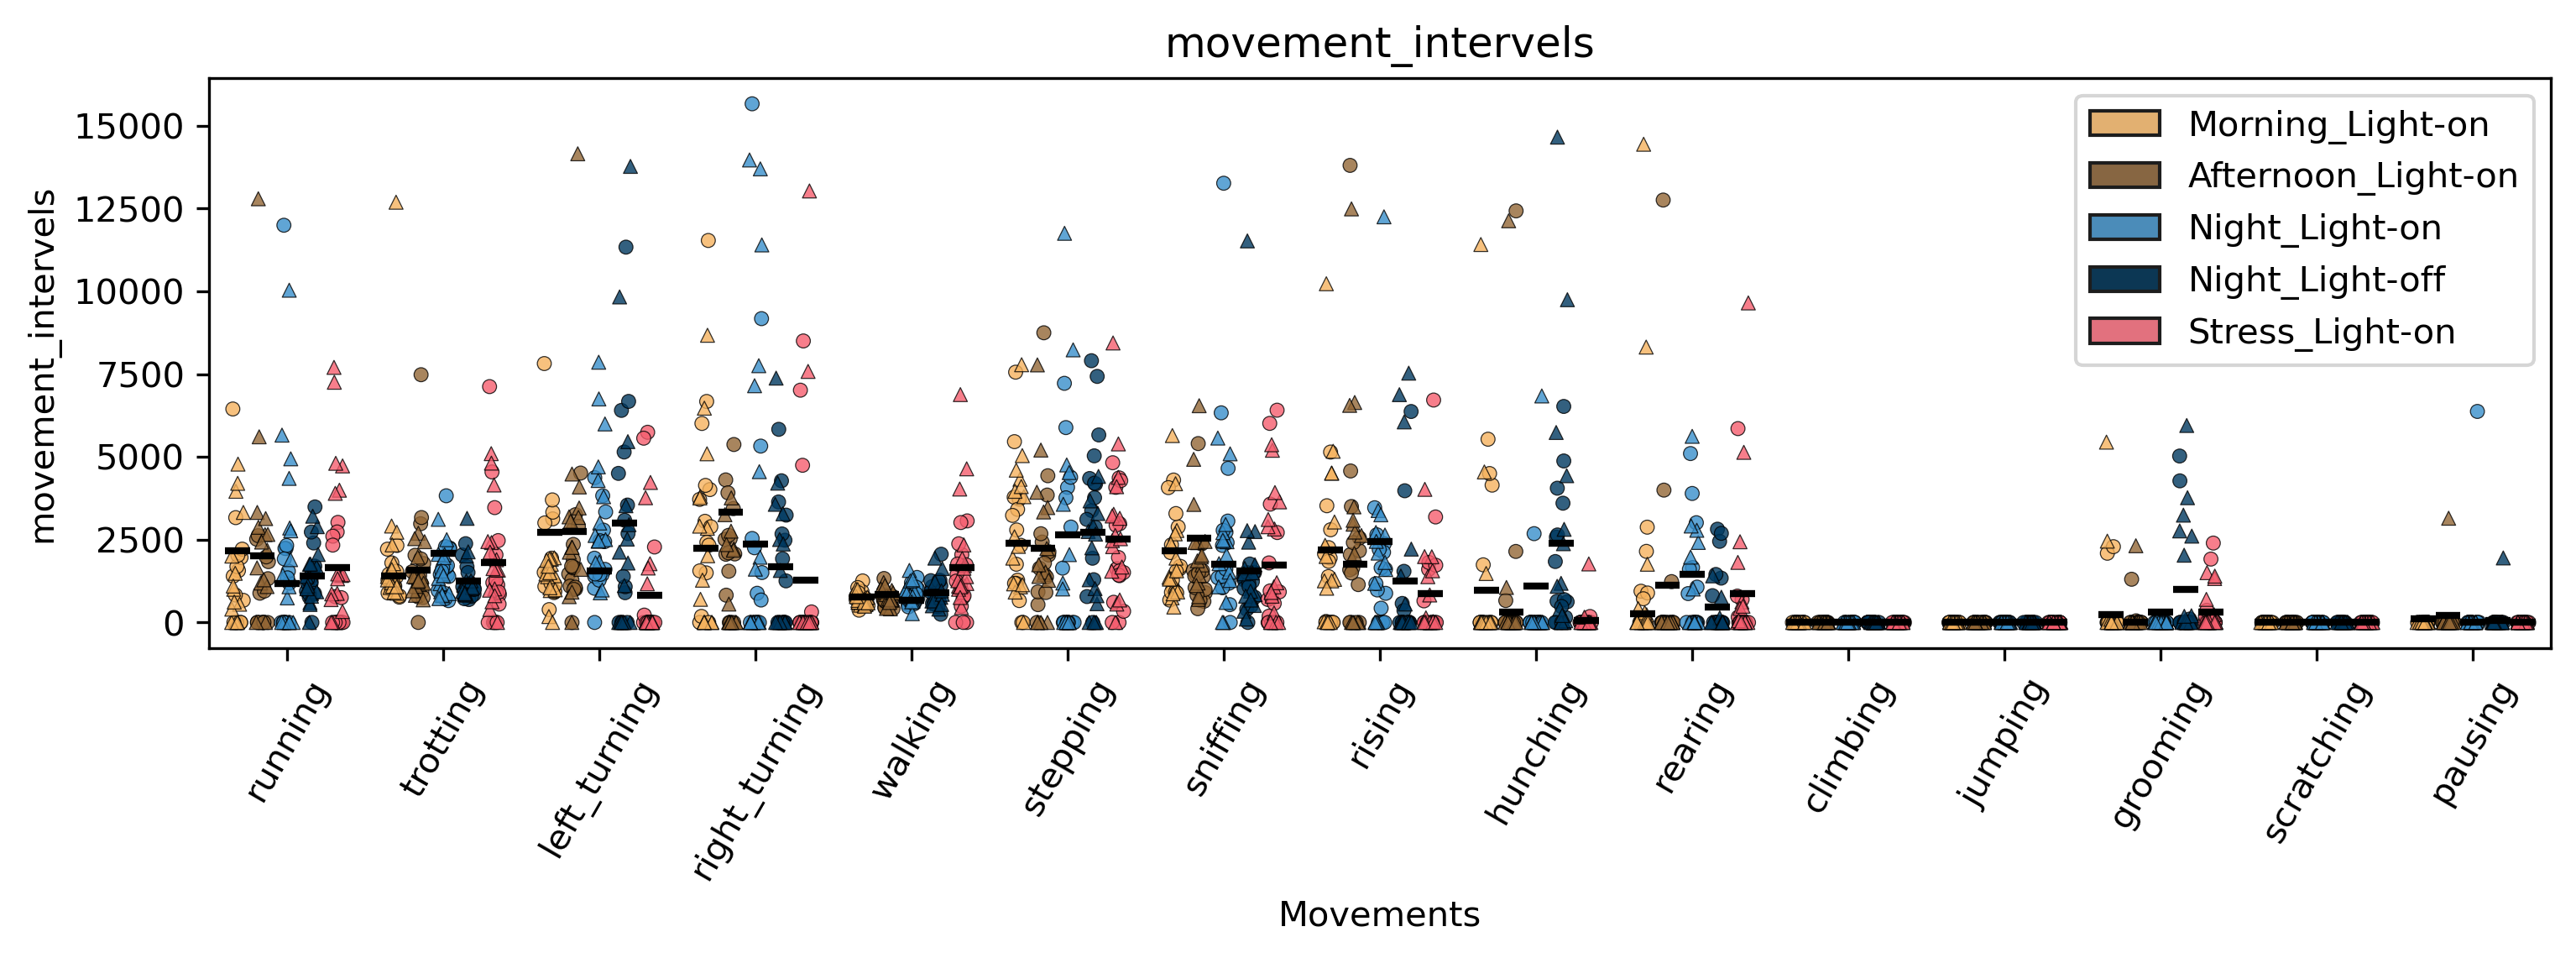 movement_intervels
15000
12500
10000
7500
5000
2500
0
movement_intervels
Morning_Light-on
Afternoon_Light-on
Night_Light-on
Night_Light-off
Stress_Light-on
running
trotting
left_turning
right_turning
walking
stepping
sniffing
rising
hunching
rearing
climbing
jumping
grooming
scratching
pausing
Movements